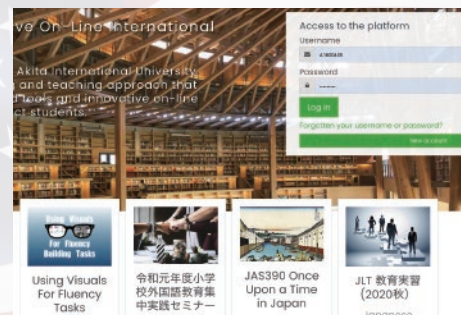 ve On-Line International
Akita International University,
and teaching approach that
tools and innovative on-line
ct students.
Access to the platform
Username
Password
Log in
Forgotten your username or password?
New account
Using Visuals
For Fluency
Building Tasks
Using Visuals
For Fluency
Tasks
令和元年度小学
校外国語教育集
中実践セミナー
JAS390 Once
Upon a Time
in Japan
JLT 教育実習
(2020秋)
Japanese